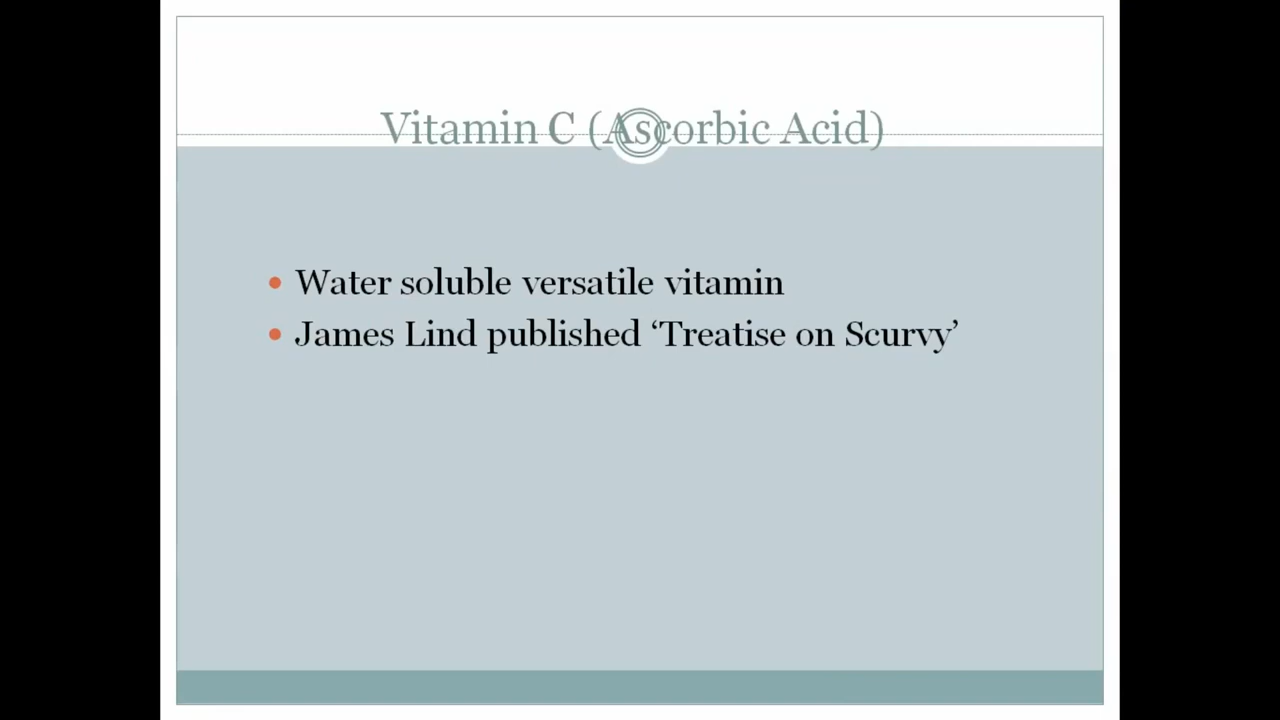 Vitamin C (Ascorbic Acid)
• Water soluble versatile vitamin
• James Lind published ‘Treatise on Scurvy’